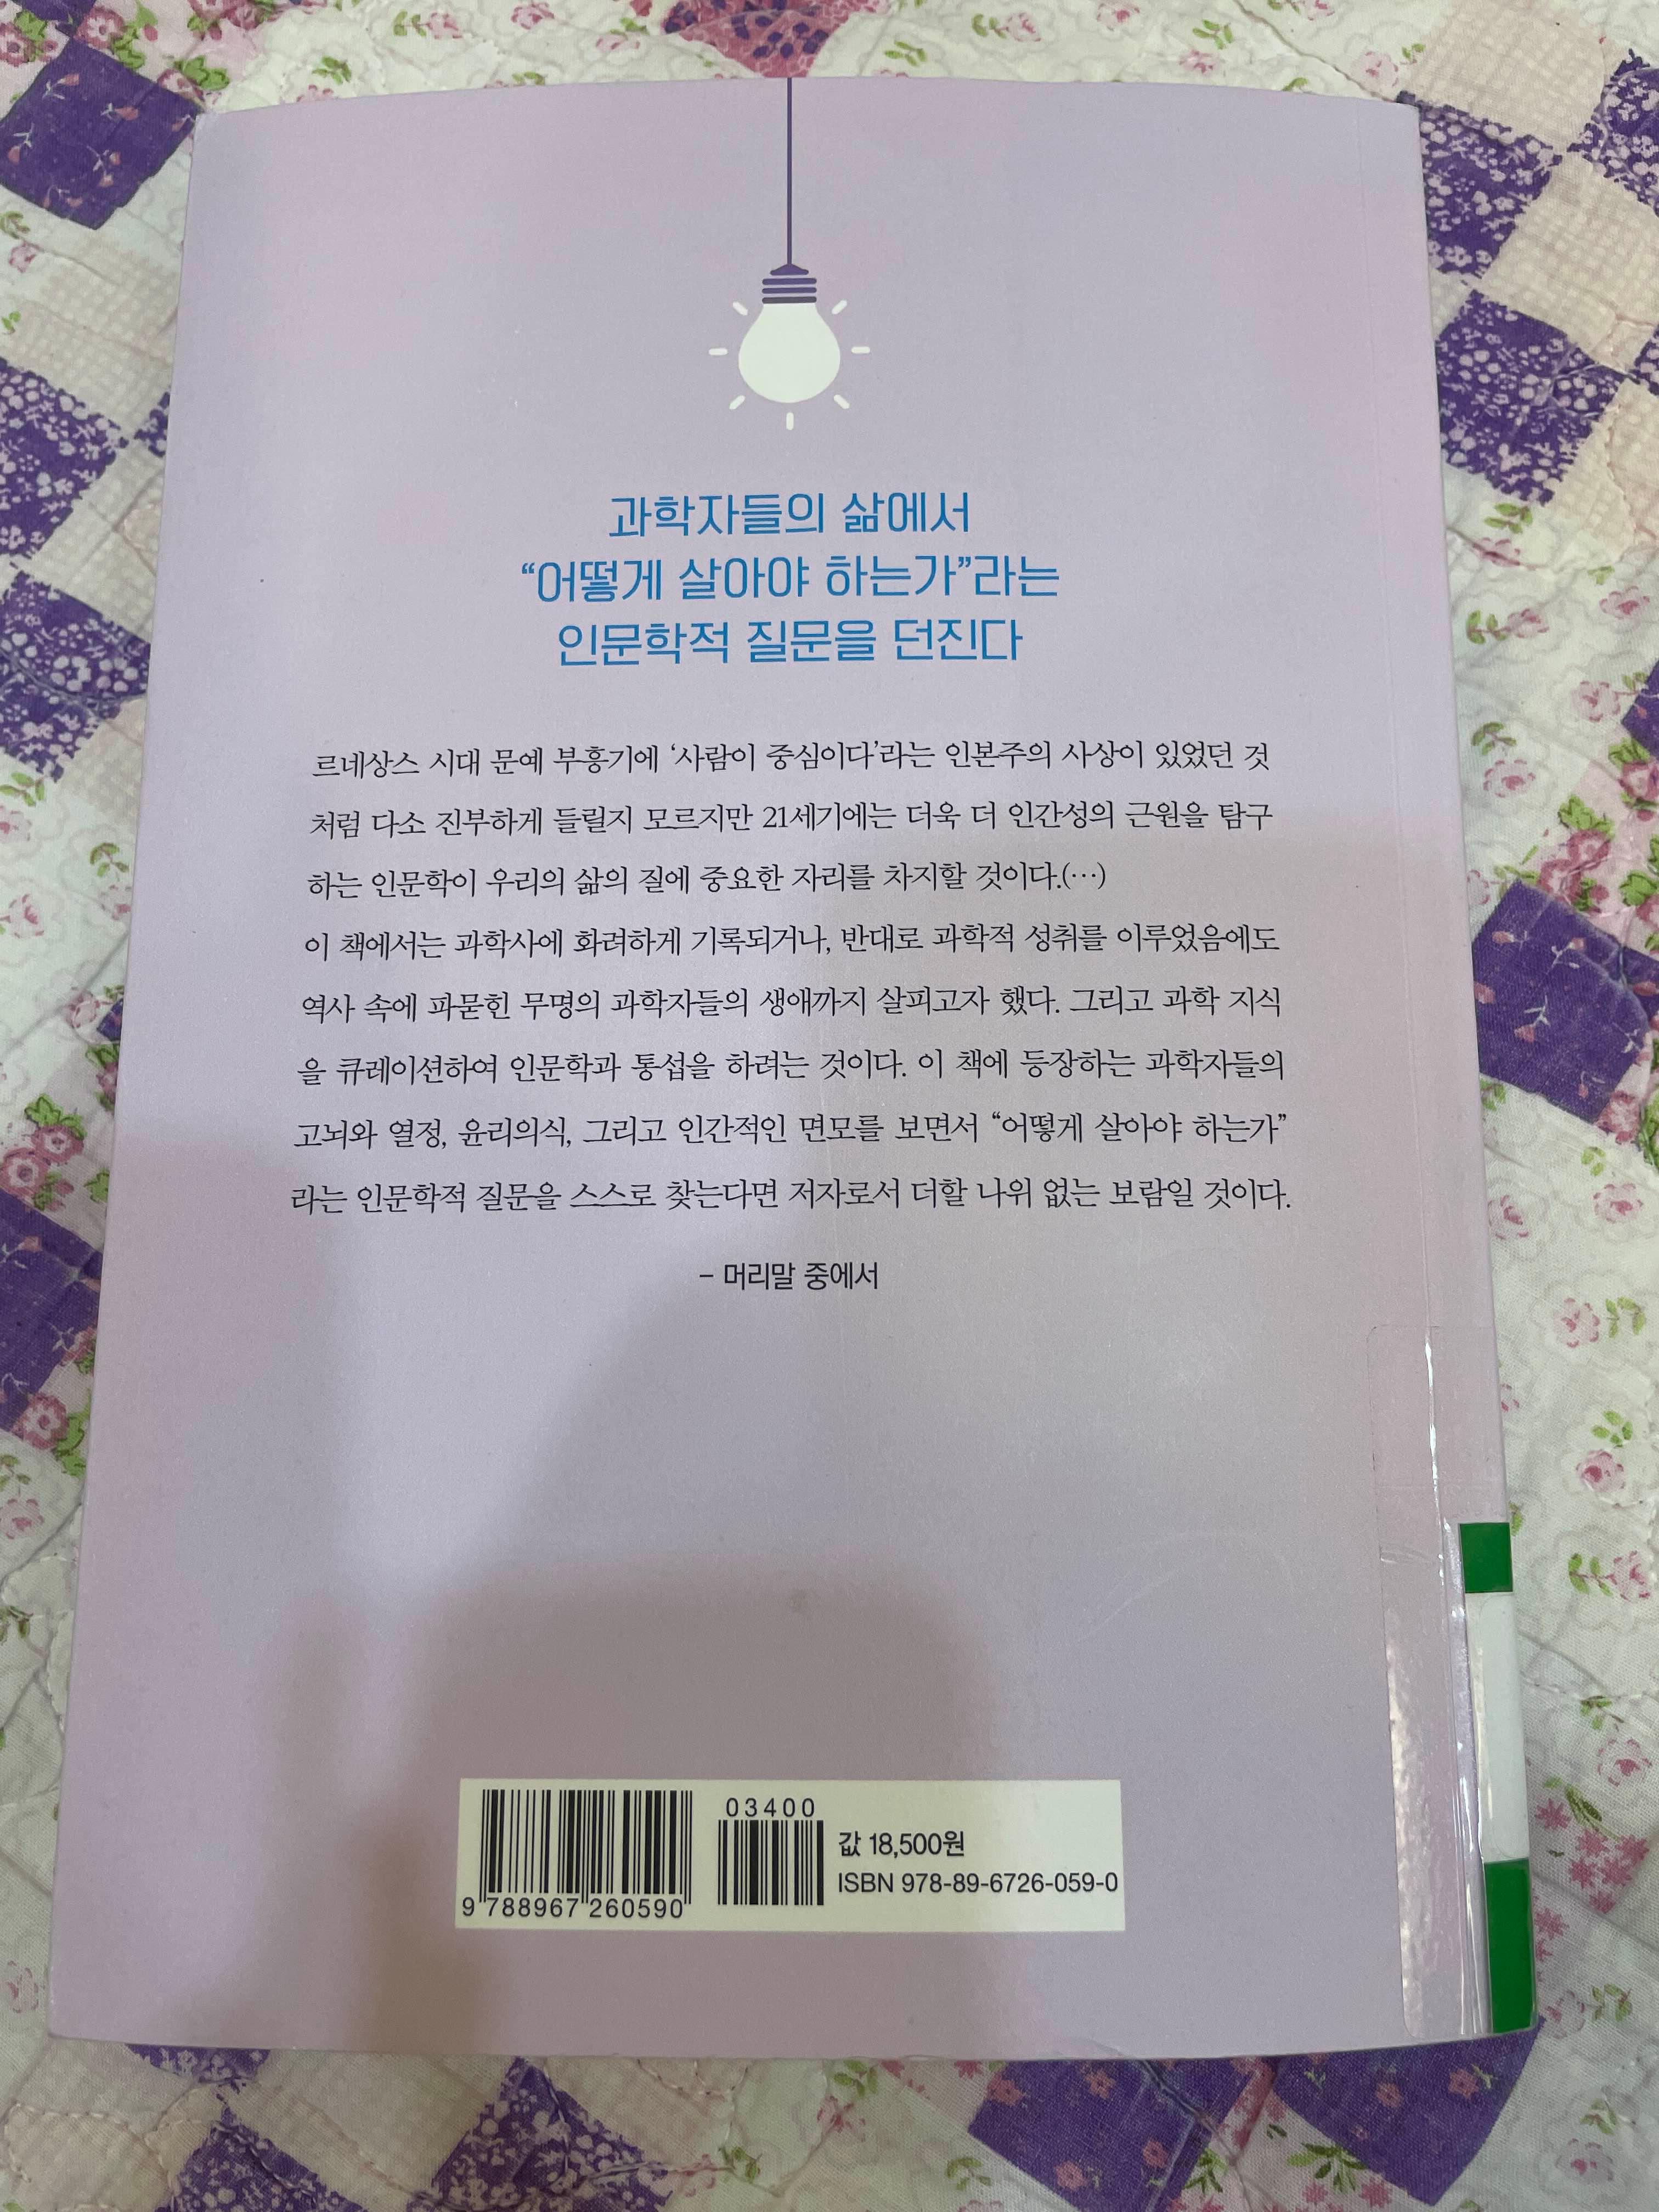 과학자들의 삶에서
“어떻게 살아야 하는가”라는
인문학적 질문을 던진다
르네상스 시대 문예 부흥기에 ‘사람이 중심이다’라는 인본주의 사상이 있었던 것
처럼 다소 진부하게 들릴지 모르지만 21세기에는 더욱 더 인간성의 근원을 탐구
하는 인문학이 우리의 삶의 질에 중요한 자리를 차지할 것이다.(…)
이 책에서는 과학사에 화려하게 기록되거나, 반대로 과학적 성취를 이루었음에도
역사 속에 파묻힌 무명의 과학자들의 생애까지 살피고자 했다. 그리고 과학 지식
을 큐레이션하여 인문학과 통섭을 하려는 것이다. 이 책에 등장하는 과학자들의
고뇌와 열정, 윤리의식, 그리고 인간적인 면모를 보면서 “어떻게 살아야 하는가”
라는 인문학적 질문을 스스로 찾는다면 저자로서 더할 나위 없는 보람일 것이다.
– 머리말 중에서
03400
값 18,500원
ISBN 978-89-6726-059-0
9 788967 260590